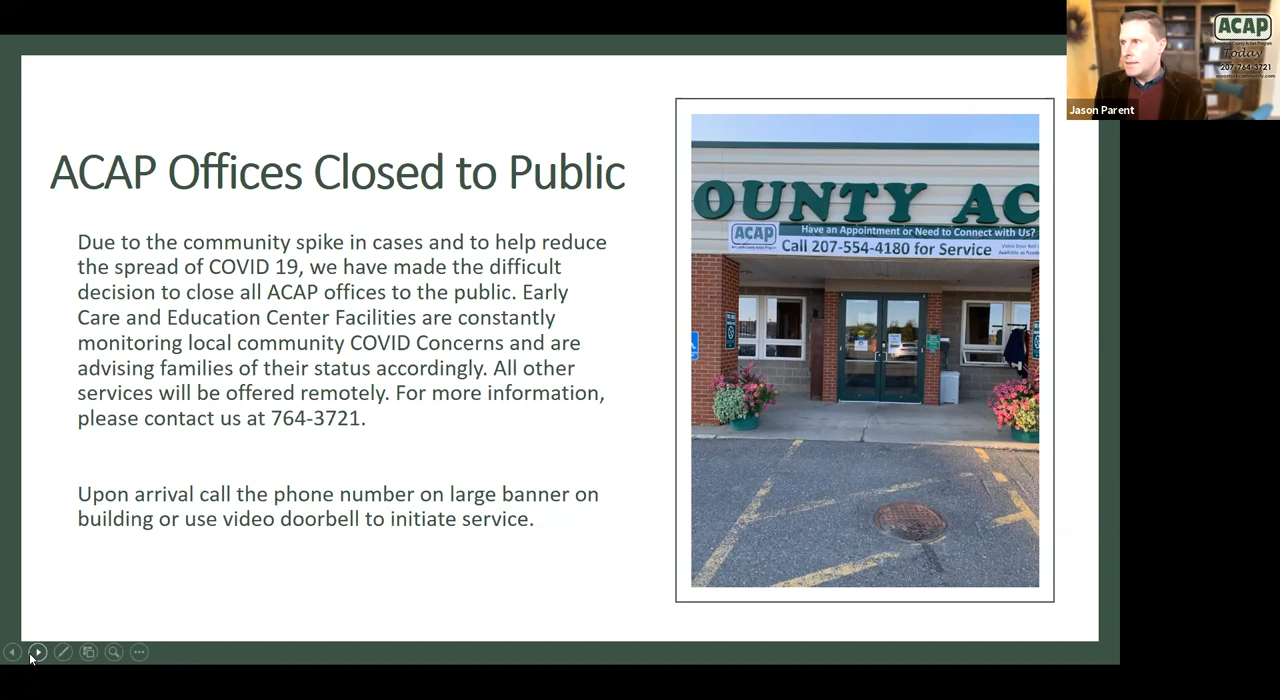 ACAP Offices Closed to Public
Due to the community spike in cases and to help reduce
the spread of COVID 19, we have made the difficult
decision to close all ACAP offices to the public. Early
Care and Education Center Facilities are constantly
monitoring local community COVID Concerns and are
advising families of their status accordingly. All other
services will be offered remotely. For more information,
please contact us at 764-3721.
Upon arrival call the phone number on large banner on
building or use video doorbell to initiate service.
OUNTY AC
ACAP
Have an Appointment or Need to Connect with Us?
Call 207-554-4180 for Service
ACAP
Today
207-764-3721
Jason Parent